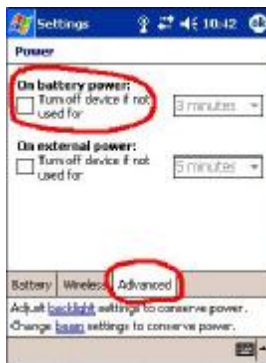 Settings 10:42 ok
Power
On battery power:
Turn off device if not
used for
3 minutes
On external power:
Turn off device if not
used for
5 minutes
Battery Wireless Advanced
Adjust backlight settings to conserve power.
Change beam settings to conserve power.